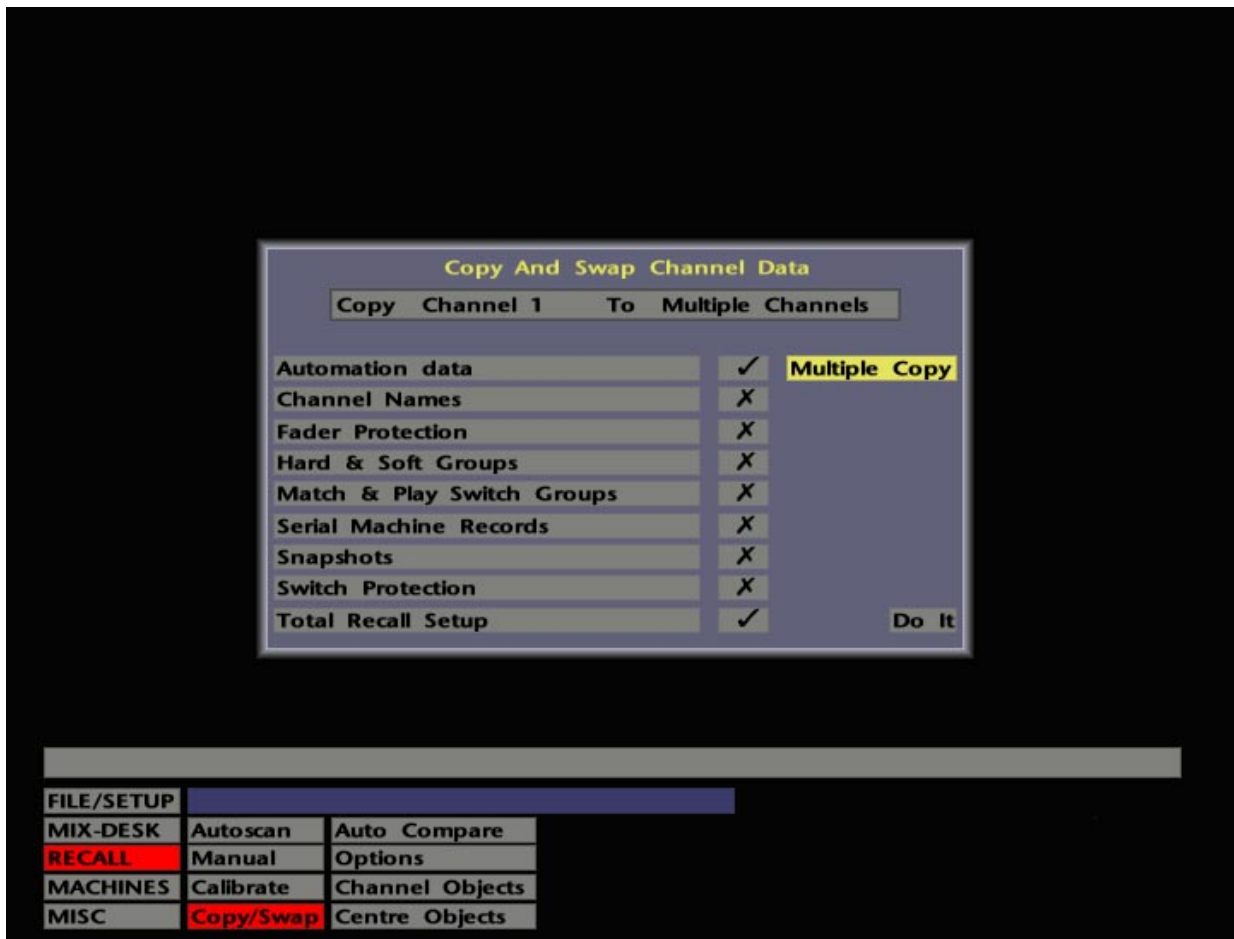 Copy And Swap Channel Data
Copy Channel 1 To Multiple Channels
Automation data ✓ Multiple Copy
Channel Names ✗
Fader Protection ✗
Hard & Soft Groups ✗
Match & Play Switch Groups ✗
Serial Machine Records ✗
Snapshots ✗
Switch Protection ✗
Total Recall Setup ✓ Do It
FILE/SETUP
MIX-DESK Autoscan Auto Compare
RECALL Manual Options
MACHINES Calibrate Channel Objects
MISC Copy/Swap Centre Objects